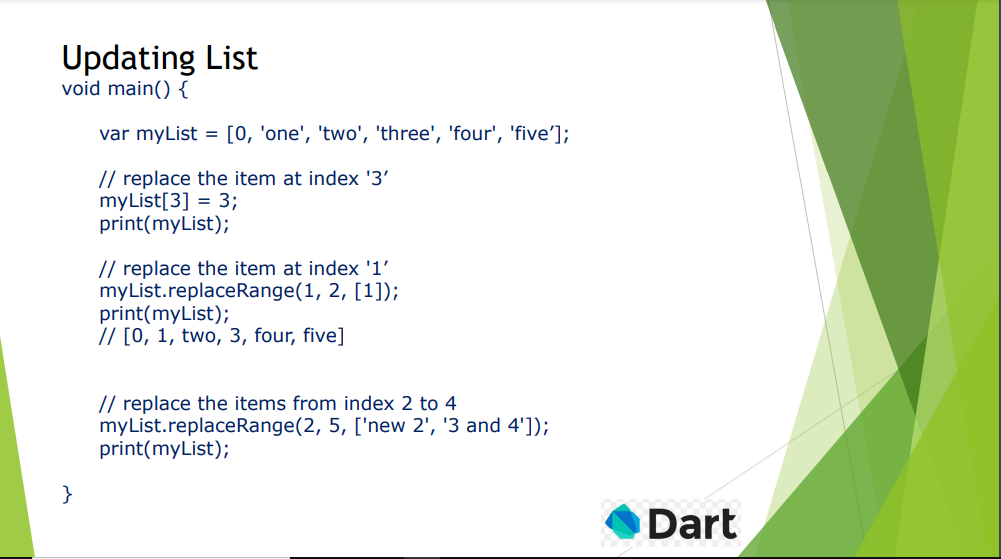 Updating List
void main() {
var myList = [0, 'one', 'two', 'three', 'four', 'five’];
// replace the item at index '3’
myList[3] = 3;
print(myList);
// replace the item at index '1’
myList.replaceRange(1, 2, [1]);
print(myList);
// [0, 1, two, 3, four, five]
// replace the items from index 2 to 4
myList.replaceRange(2, 5, ['new 2', '3 and 4']);
print(myList);
}
Dart